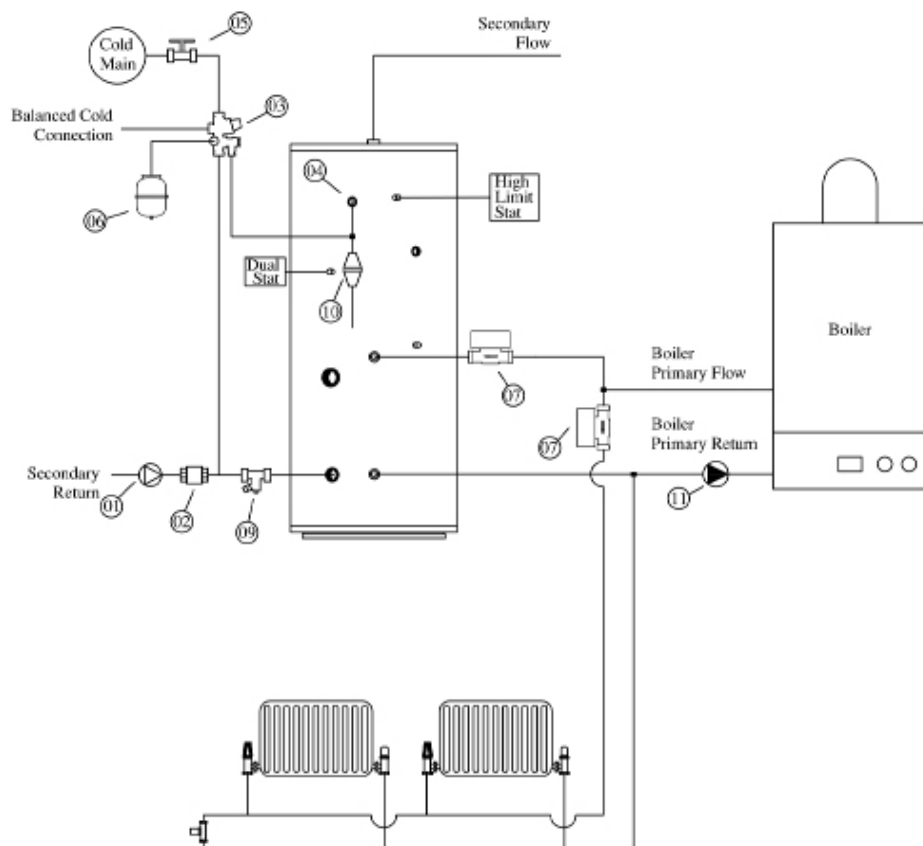 05
Cold
Main
Secondary
Flow
03
Balanced Cold
Connection
04
High
Limit
Stat
06
Dual
Stat
10
Boiler
07
Boiler
Primary Flow
07
Boiler
Primary Return
Secondary
Return
01
02
09
11